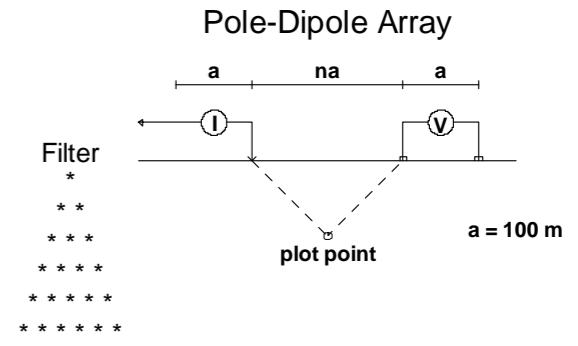 Pole-Dipole Array
a na a
I V
Filter
*
* *
* * *
* * * *
* * * * *
* * * * * *
plot point
a = 100 m